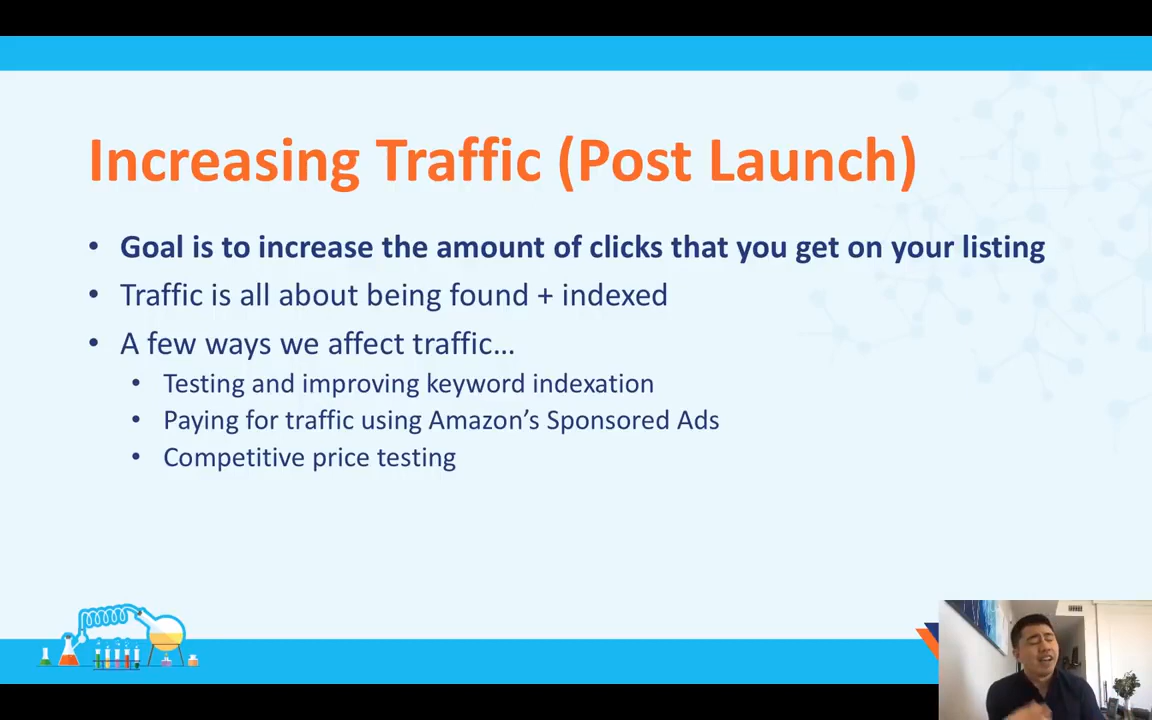 Increasing Traffic (Post Launch)
• Goal is to increase the amount of clicks that you get on your listing
• Traffic is all about being found + indexed
• A few ways we affect traffic…
• Testing and improving keyword indexation
• Paying for traffic using Amazon’s Sponsored Ads
• Competitive price testing